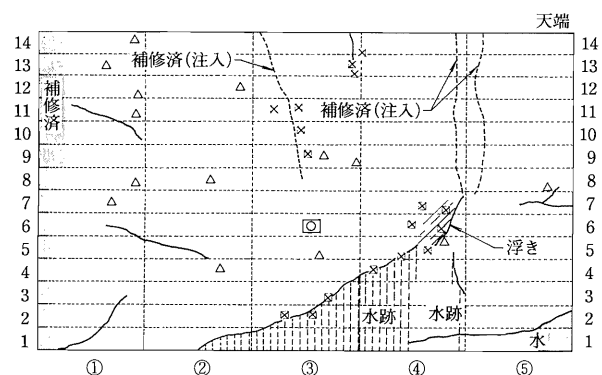 天端
14 14
13 補修済(注入) 13
12 12
補修済
11 補修済(注入) 11
10 10
9 9
8 8
7 7
6 6
浮き
5 5
4 4
3 3
2 水跡 水跡 2
1 水 1
① ② ③ ④ ⑤